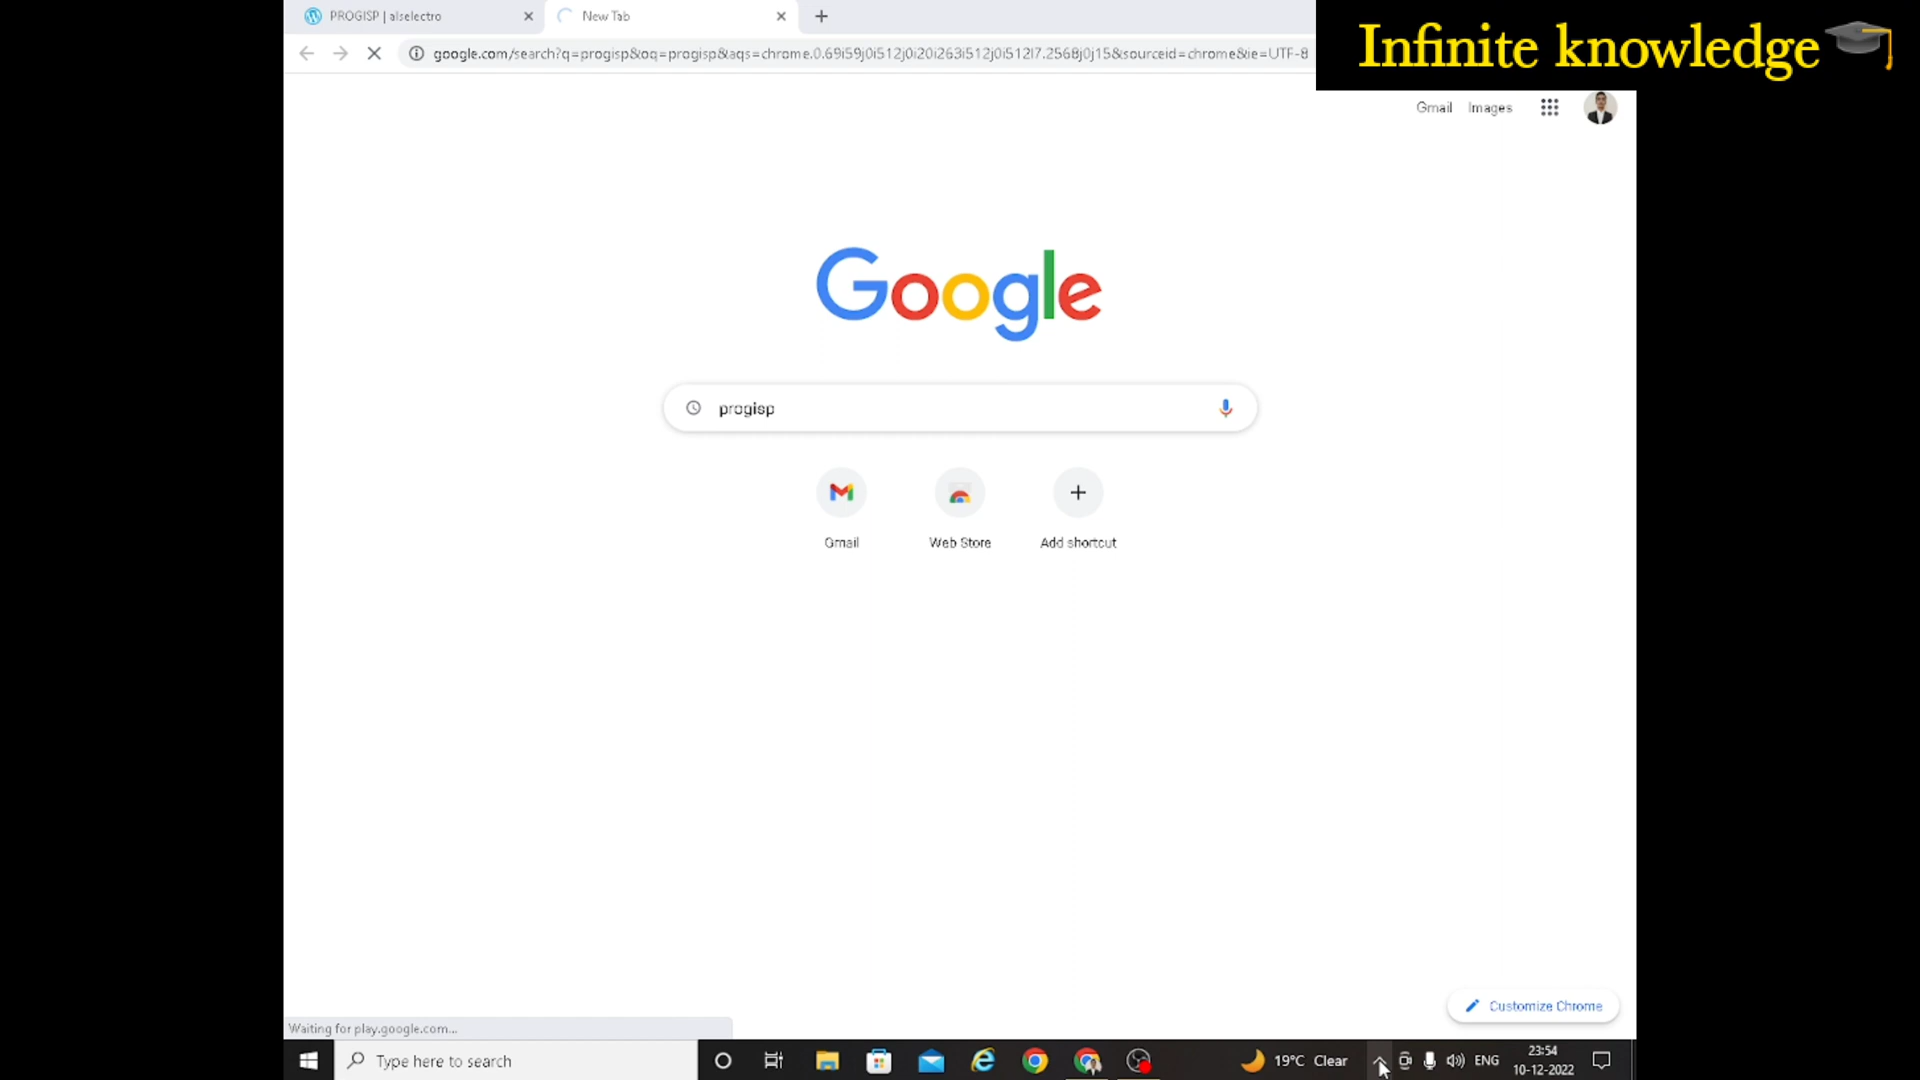 PROGISP | alselectro
New Tab
google.com/search?q=progisp&oq=progisp&aqs=chrome.0.69i59j0i512j0i20i263i512j0i512l7.2568j0j15&sourceid=chrome&ie=UTF-8
Infinite knowledge
Gmail Images
Google
progisp
Gmail Web Store Add shortcut
Customize Chrome
Waiting for play.google.com...
Type here to search
19°C Clear
ENG
23:54
10-12-2022